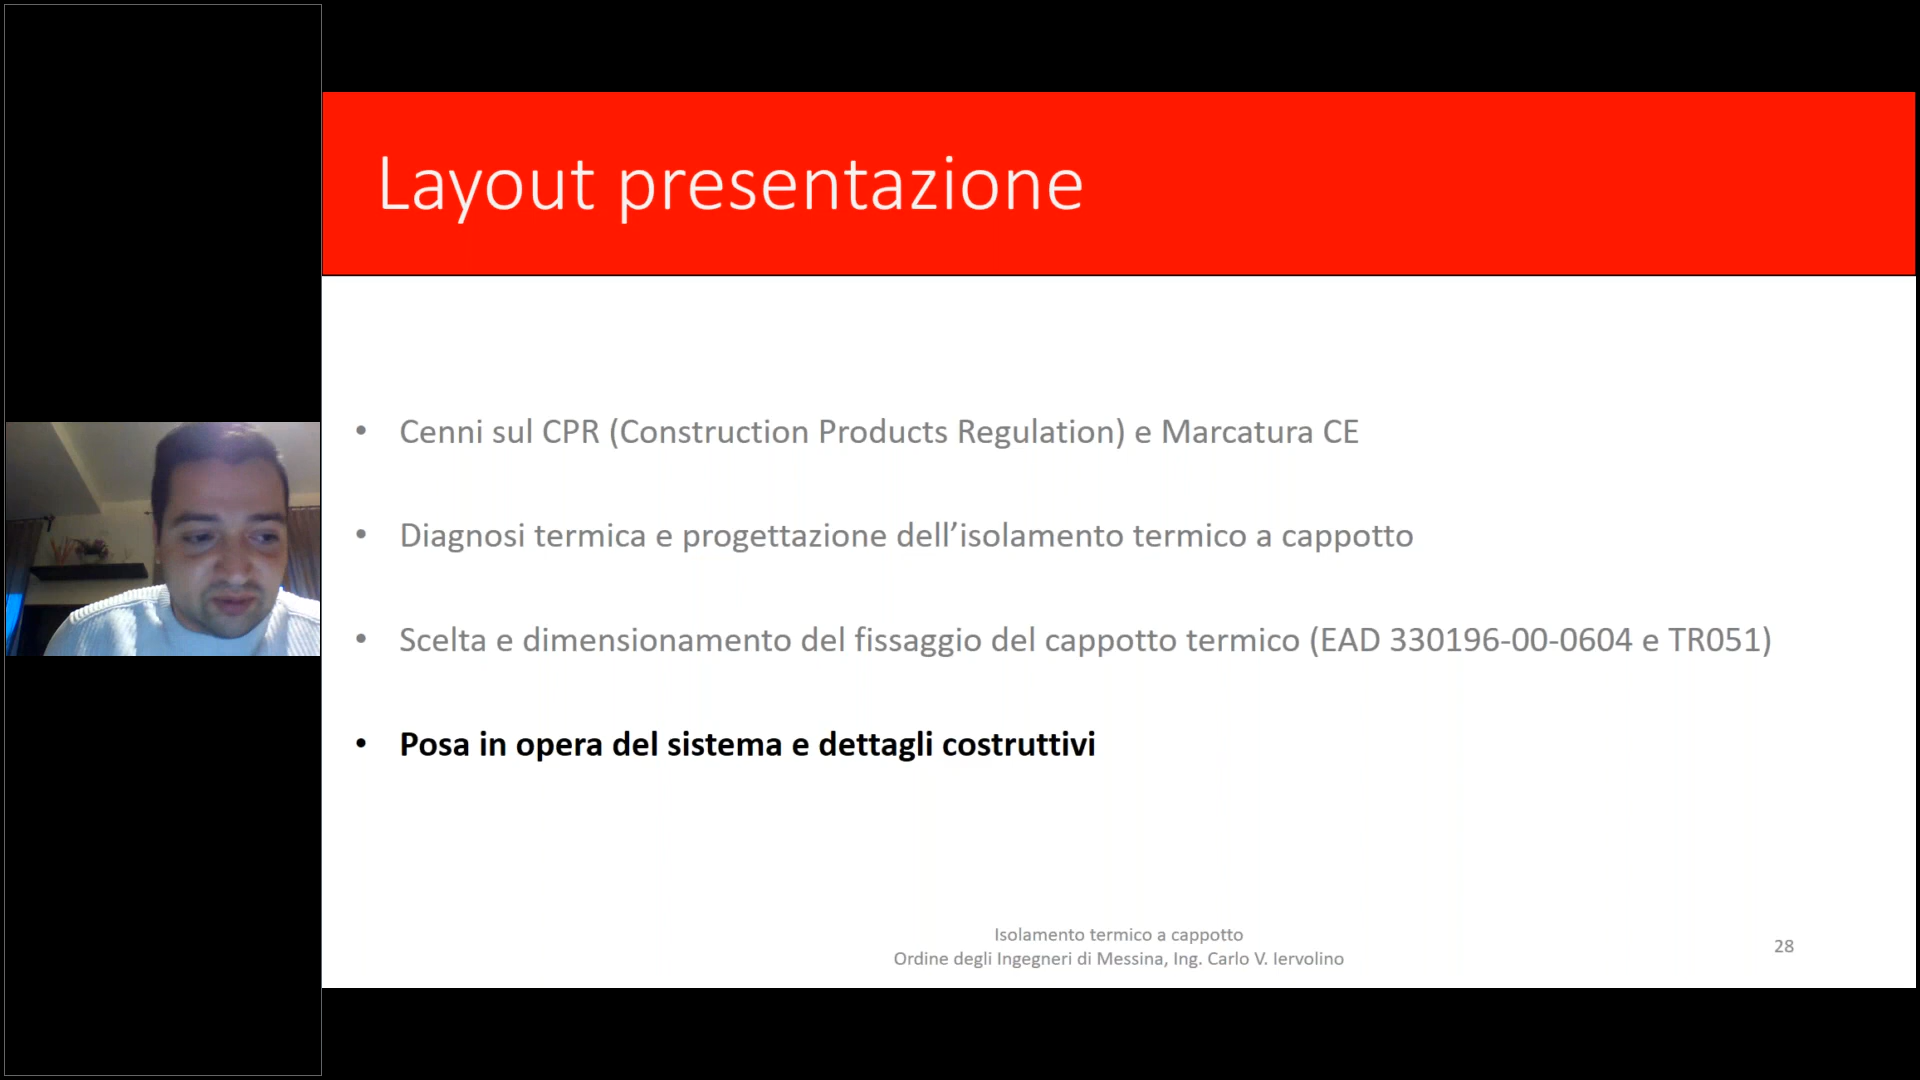 Layout presentazione
• Cenni sul CPR (Construction Products Regulation) e Marcatura CE
• Diagnosi termica e progettazione dell’isolamento termico a cappotto
• Scelta e dimensionamento del fissaggio del cappotto termico (EAD 330196-00-0604 e TR051)
• Posa in opera del sistema e dettagli costruttivi
Isolamento termico a cappotto
Ordine degli Ingegneri di Messina, Ing. Carlo V. Iervolino
28